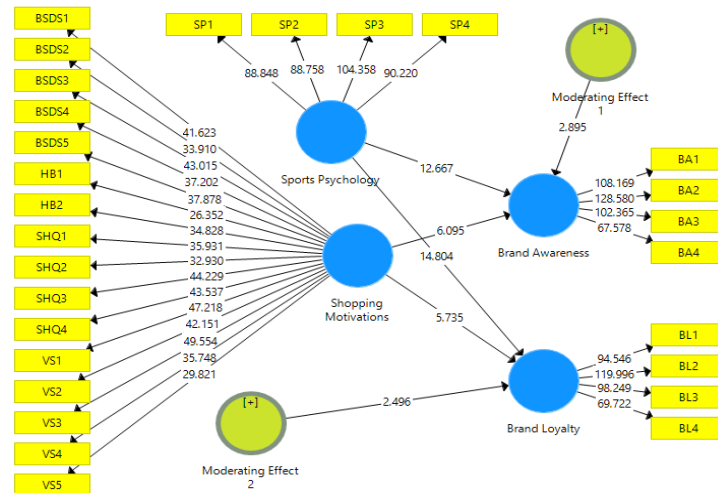 BSDS1
BSDS2
BSDS3
BSDS4
BSDS5
HB1
HB2
SHQ1
SHQ2
SHQ3
SHQ4
VS1
VS2
VS3
VS4
VS5
41.623
33.910
43.015
37.202
37.878
26.352
34.828
35.931
32.930
44.229
43.537
47.218
42.151
49.554
35.748
29.821
SP1
SP2
SP3
SP4
88.848
88.758
104.358
90.220
Sports Psychology
Shopping
Motivations
12.667
6.095
14.804
5.735
2.496
[+]
Moderating Effect
1
2.895
Brand Awareness
108.169
128.580
102.365
67.578
BA1
BA2
BA3
BA4
Brand Loyalty
94.546
119.996
98.249
69.722
BL1
BL2
BL3
BL4
[+]
Moderating Effect
2